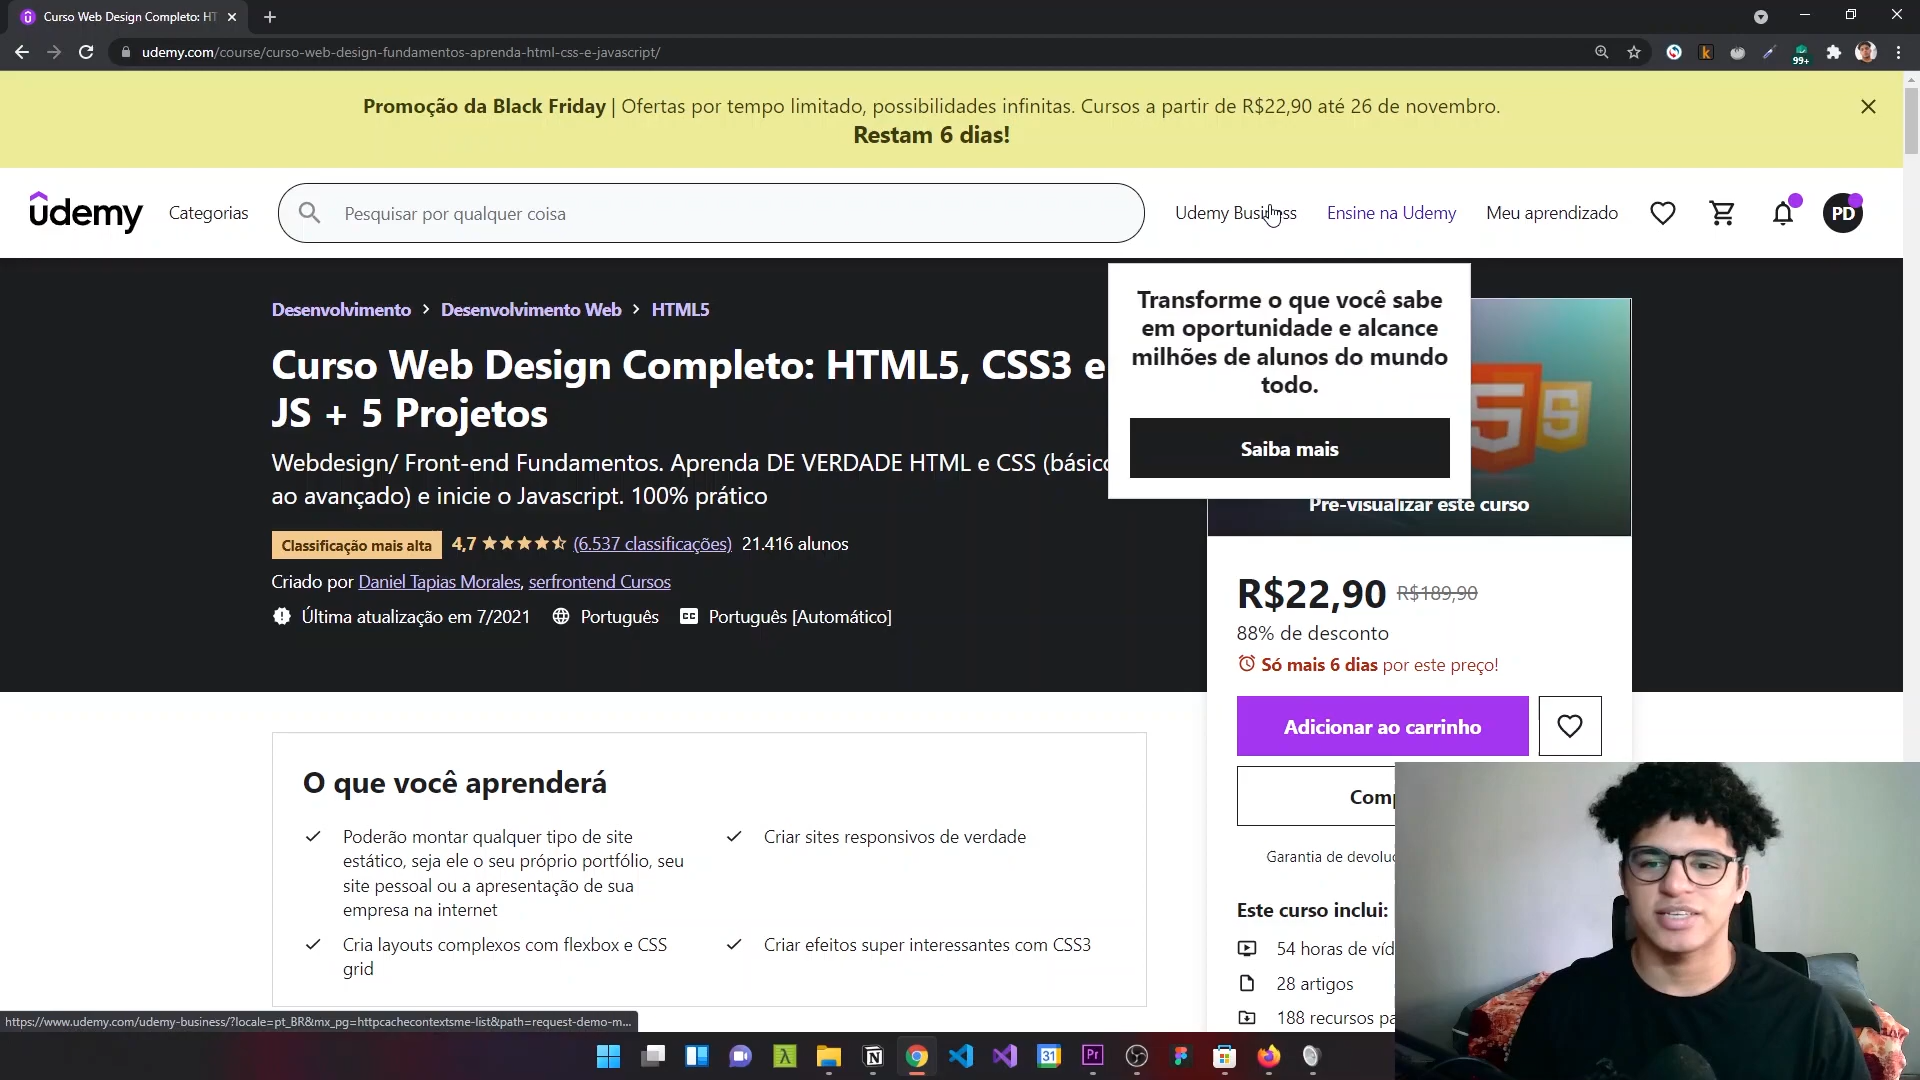 Curso Web Design Completo: HT
udemy.com/course/curso-web-design-fundamentos-aprenda-html-css-e-javascript/
99+
Promoção da Black Friday | Ofertas por tempo limitado, possibilidades infinitas. Cursos a partir de R$22,90 até 26 de novembro.
Restam 6 dias!
udemy
Categorias
Pesquisar por qualquer coisa
Udemy Business
Ensine na Udemy
Meu aprendizado
PD
Transforme o que você sabe
em oportunidade e alcance
milhões de alunos do mundo
todo.
Saiba mais
Desenvolvimento > Desenvolvimento Web > HTML5
Curso Web Design Completo: HTML5, CSS3 e
JS + 5 Projetos
Webdesign/ Front-end Fundamentos. Aprenda DE VERDADE HTML e CSS (básico
ao avançado) e inicie o Javascript. 100% prático
Classificação mais alta 4,7 (6.537 classificações) 21.416 alunos
Criado por Daniel Tapias Morales, serfrontend Cursos
Última atualização em 7/2021 Português CC Português [Automático]
5
Pré-visualizar este curso
R$22,90 R$189,90
88% de desconto
Só mais 6 dias por este preço!
Adicionar ao carrinho
Comp
Garantia de devoluç
Este curso inclui:
54 horas de víd
28 artigos
188 recursos pa
O que você aprenderá
Poderão montar qualquer tipo de site
estático, seja ele o seu próprio portfólio, seu
site pessoal ou a apresentação de sua
empresa na internet
Criar sites responsivos de verdade
Cria layouts complexos com flexbox e CSS
grid
Criar efeitos super interessantes com CSS3
https://www.udemy.com/udemy-business/?locale=pt_BR&mx_pg=httpcachecontextsme-list&path=request-demo-m...
31
Pr